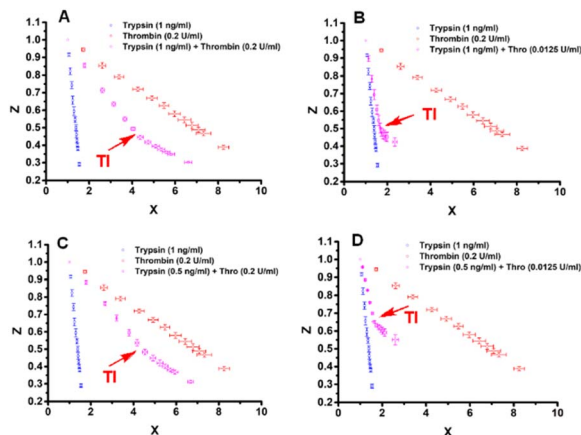 A
Trypsin (1 ng/ml)
Thrombin (0.2 U/ml)
Trypsin (1 ng/ml) + Thrombin (0.2 U/ml)
1.2
1.1
1.0
0.9
0.8
0.7
0.6
0.5
0.4
0.3
0.2
Z
TI
0 2 4 6 8 10
X
B
Trypsin (1 ng/ml)
Thrombin (0.2 U/ml)
Trypsin (1 ng/ml) + Thro (0.0125 U/ml)
1.2
1.1
1.0
0.9
0.8
0.7
0.6
0.5
0.4
0.3
0.2
Z
TI
0 2 4 6 8 10
X
C
Trypsin (1 ng/ml)
Thrombin (0.2 U/ml)
Trypsin (0.5 ng/ml) + Thro (0.2 U/ml)
1.2
1.1
1.0
0.9
0.8
0.7
0.6
0.5
0.4
0.3
0.2
Z
TI
0 2 4 6 8 10
X
D
Trypsin (1 ng/ml)
Thrombin (0.2 U/ml)
Trypsin (0.5 ng/ml) + Thro (0.0125 U/ml)
1.2
1.1
1.0
0.9
0.8
0.7
0.6
0.5
0.4
0.3
0.2
Z
TI
0 2 4 6 8 10
X